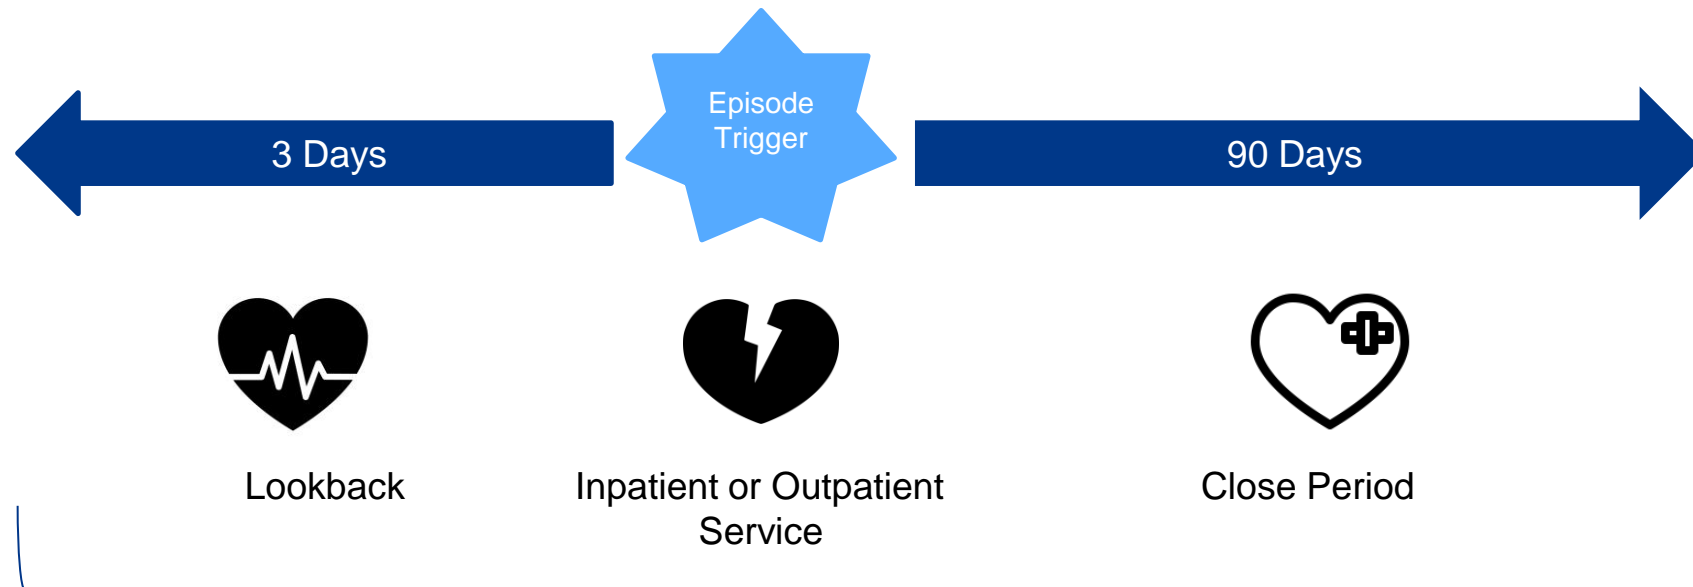 Episode
Trigger
3 Days
90 Days
Lookback
Inpatient or Outpatient
Service
Close Period